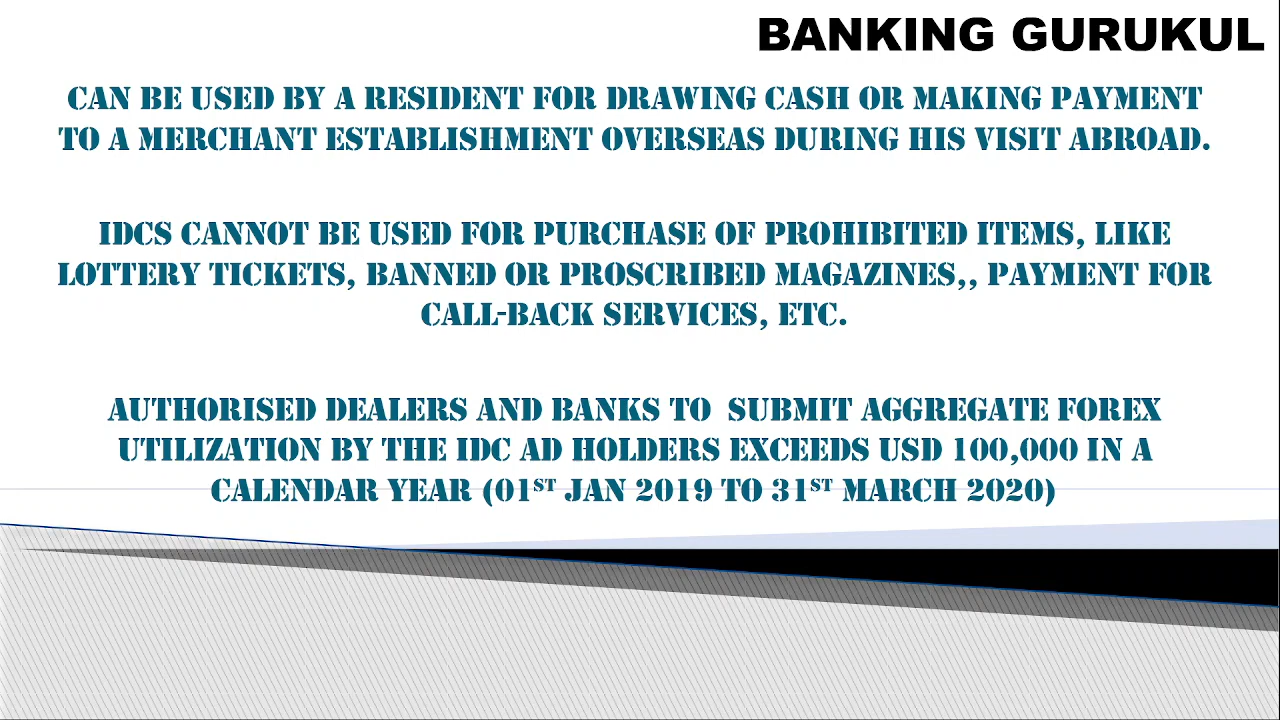 BANKING GURUKUL
CAN BE USED BY A RESIDENT FOR DRAWING CASH OR MAKING PAYMENT
TO A MERCHANT ESTABLISHMENT OVERSEAS DURING HIS VISIT ABROAD.
IDCS CANNOT BE USED FOR PURCHASE OF PROHIBITED ITEMS, LIKE
LOTTERY TICKETS, BANNED OR PROSCRIBED MAGAZINES,, PAYMENT FOR
CALL-BACK SERVICES, ETC.
AUTHORISED DEALERS AND BANKS TO  SUBMIT AGGREGATE FOREX
UTILIZATION BY THE IDC AD HOLDERS EXCEEDS USD 100,000 IN A
CALENDAR YEAR (01ST JAN 2019 TO 31ST MARCH 2020)